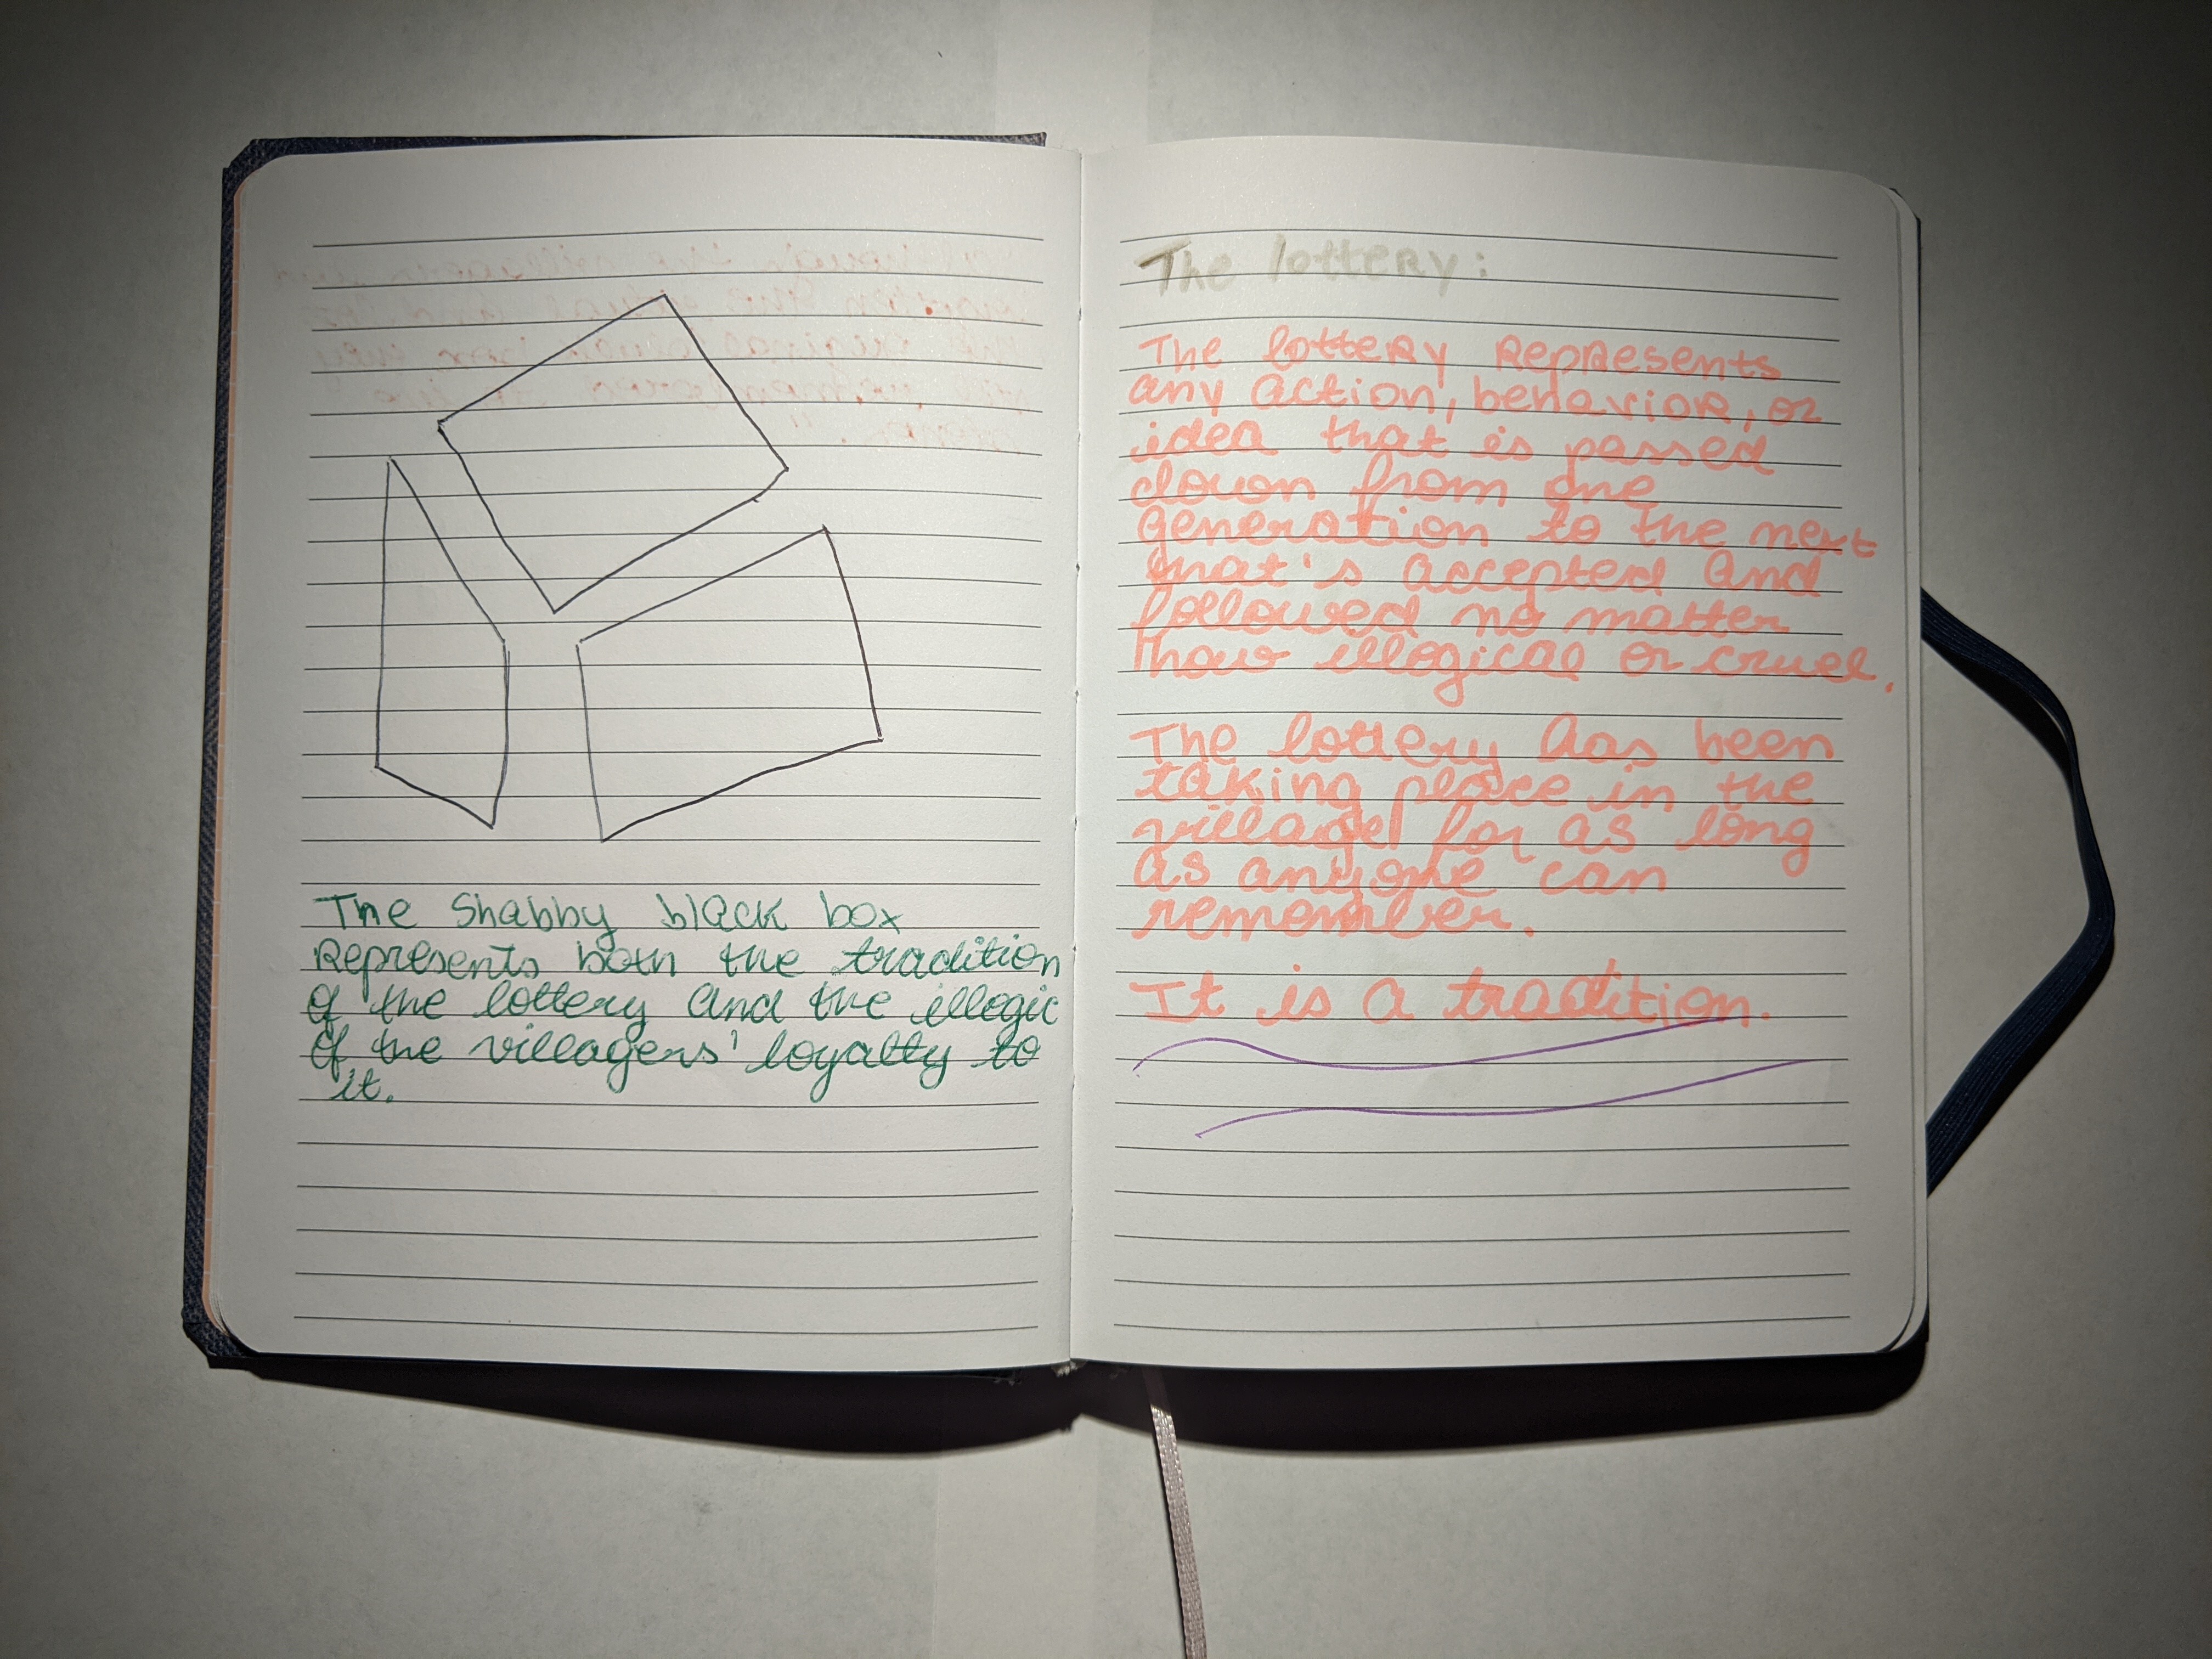 The Shabby black box
Represents both the tradition
of the lottery and the illogic
of the villagers' loyalty to
it.
The lotteRy:
The lotteRy RepResents
any action, behavioR, or
idea that is passed
down from one
generation to the next
that's accepted and
followed no matter
how illogical or cruel.
The lottery has been
taking place in the
village for as long
as anyone can
remember.
It is a tradition.